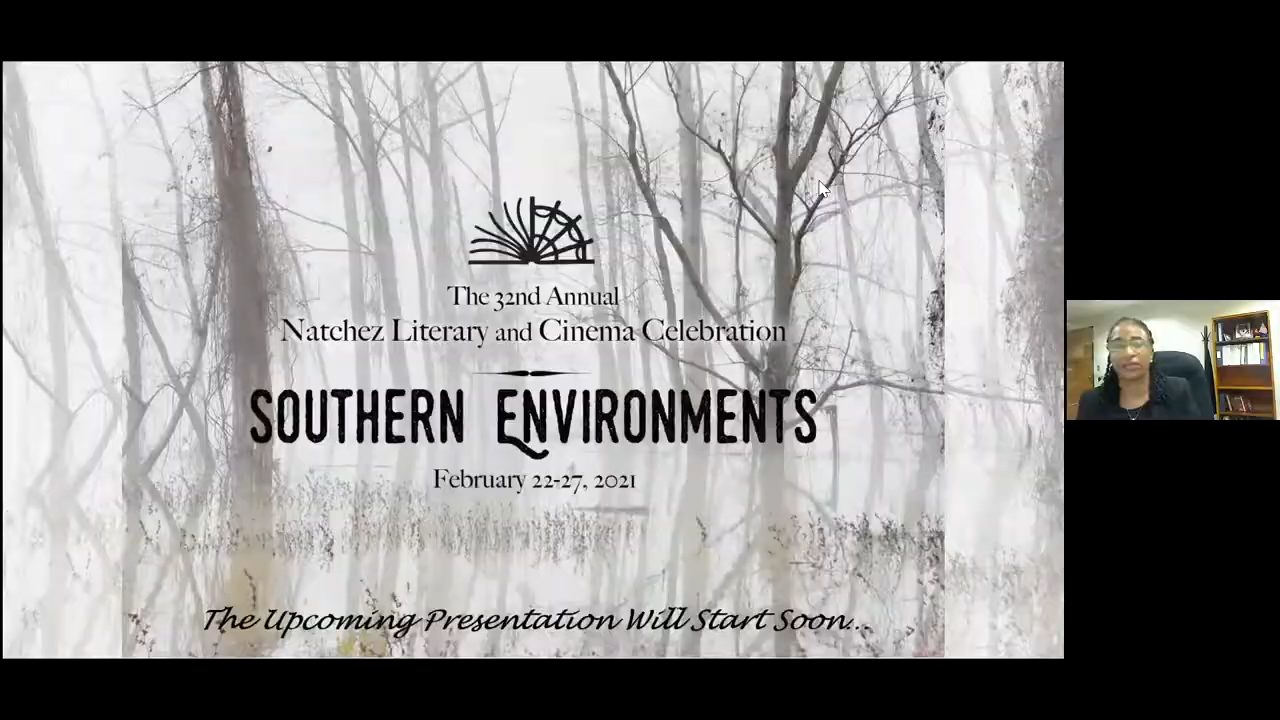 The 32nd Annual
Natchez Literary and Cinema Celebration
SOUTHERN ENVIRONMENTS
February 22-27, 2021
The Upcoming Presentation Will Start Soon...